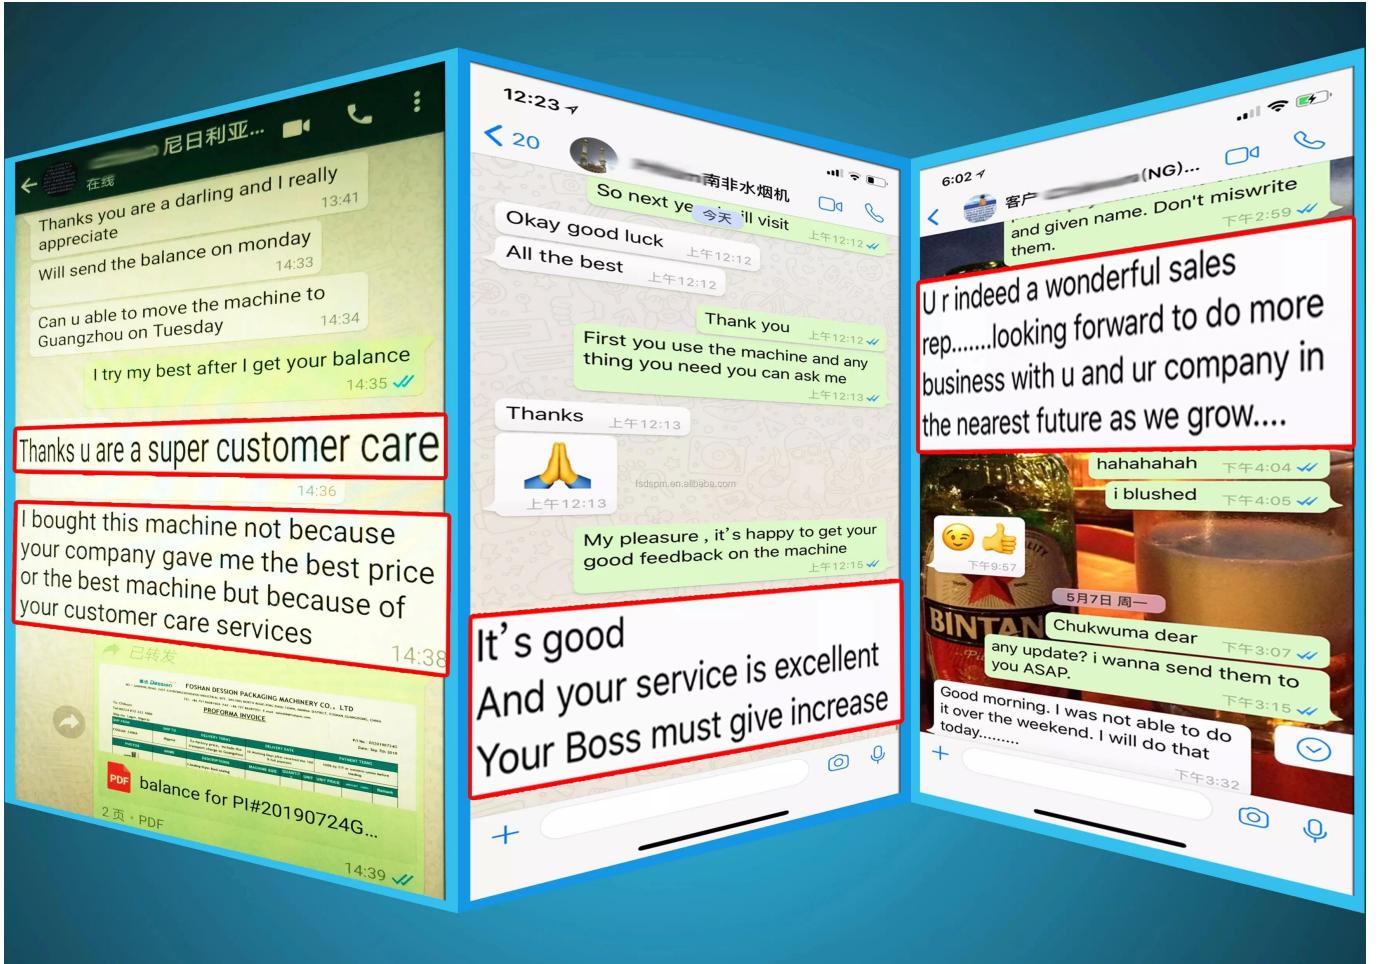 尼日利亚...
在线
Thanks you are a darling and I really
appreciate
13:41
Will send the balance on monday
14:33
Can u able to move the machine to
Guangzhou on Tuesday
14:34
I try my best after I get your balance
14:35
Thanks u are a super customer care
14:36
I bought this machine not because
your company gave me the best price
or the best machine but because of
your customer care services
14:38
已转发
Dession
FOSHAN DESSION PACKAGING MACHINERY CO., LTD
PROFORMA INVOICE
PDF
balance for PI#20190724G...
2 页 · PDF
14:39
12:23
20
南非水烟机
So next ye
ill visit
今天
上午12:12
Okay good luck
上午12:12
All the best
上午12:12
Thank you
上午12:12
First you use the machine and any
thing you need you can ask me
上午12:13
Thanks
上午12:13
上午12:13
fsdspm.en.alibaba.com
My pleasure , it's happy to get your
good feedback on the machine
上午12:15
It's good
And your service is excellent
Your Boss must give increase
6:02
客户
(NG)...
and given name. Don't miswrite
them.
下午2:59
U r indeed a wonderful sales
rep.......looking forward to do more
business with u and ur company in
the nearest future as we grow....
hahahahah
下午4:04
i blushed
下午4:05
下午9:57
BINTAN
5月7日 周一
Chukwuma dear
下午3:07
any update? i wanna send them to
you ASAP.
下午3:15
Good morning. I was not able to do
it over the weekend. I will do that
today.........
下午3:32